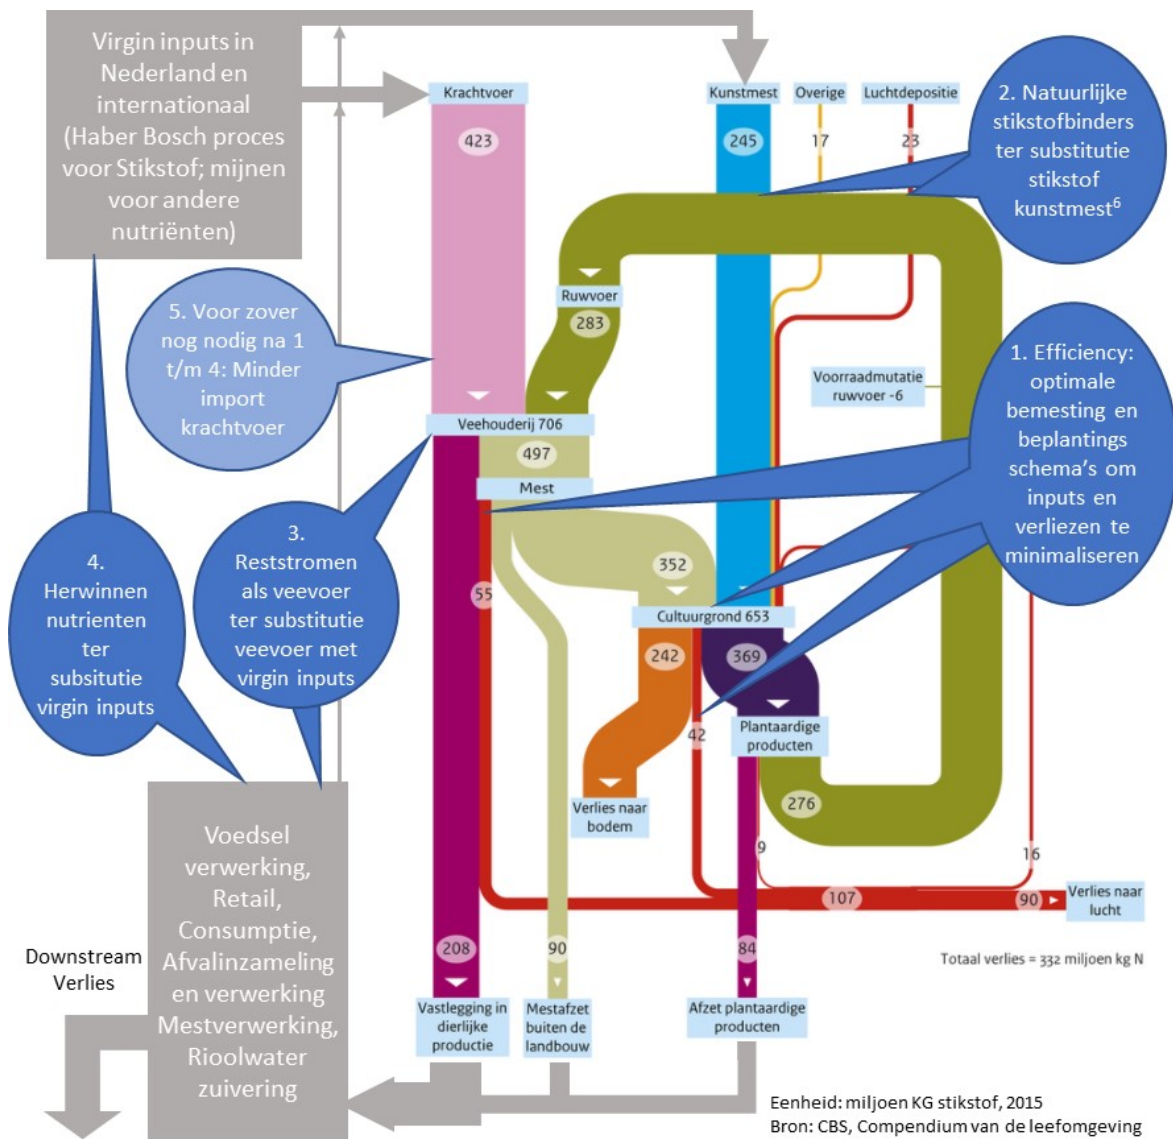 Virgin inputs in
Nederland en
internationaal
(Haber Bosch proces
voor Stikstof; mijnen
voor andere
nutriënten)
Krachtvoer
423
Kunstmest
245
Overige
17
Luchtdepositie
23
2. Natuurlijke
stikstofbinders
ter substitutie
stikstof
kunstmest⁶
5. Voor zover
nog nodig na 1
t/m 4: Minder
import
krachtvoer
Ruwvoer
283
Voorraadmutatie
ruwvoer -6
1. Efficiency:
optimale
bemesting en
beplantings
schema's om
inputs en
verliezen te
minimaliseren
Veehouderij 706
497
Mest
4.
Herwinnen
nutrienten
ter
subsitutie
virgin inputs
3.
Reststromen
als veevoer
ter substitutie
veevoer met
virgin inputs
55
352
Cultuurgrond 653
242
369
42
Plantaardige
producten
276
Verlies naar
bodem
9
16
107
90
Verlies naar
lucht
Voedsel
verwerking,
Retail,
Consumptie,
Afvalinzameling
en verwerking
Mestverwerking,
Rioolwater
zuivering
Downstream
Verlies
208
90
84
Totaal verlies = 332 miljoen kg N
Vastlegging in
dierlijke
productie
Mestafzet
buiten de
landbouw
Afzet plantaardige
producten
Eenheid: miljoen KG stikstof, 2015
Bron: CBS, Compendium van de leefomgeving